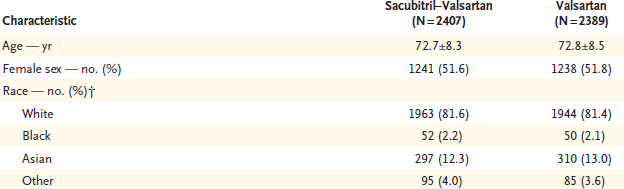 Characteristic Sacubitril–Valsartan (N=2407) Valsartan (N=2389)
Age — yr 72.7±8.3 72.8±8.5
Female sex — no. (%) 1241 (51.6) 1238 (51.8)
Race — no. (%)†
White 1963 (81.6) 1944 (81.4)
Black 52 (2.2) 50 (2.1)
Asian 297 (12.3) 310 (13.0)
Other 95 (4.0) 85 (3.6)